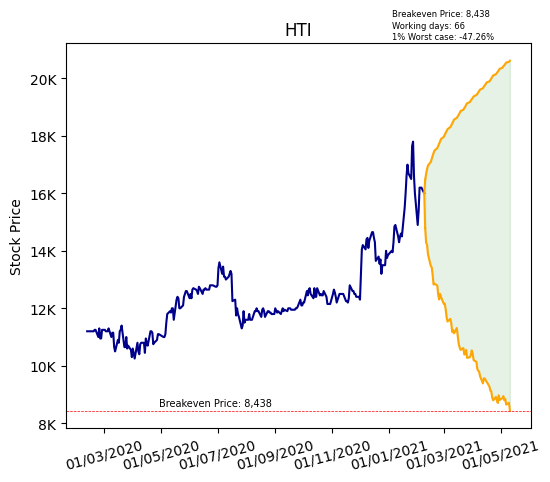 Breakeven Price: 8,438
Working days: 66
1% Worst case: -47.26%
HTI
Stock Price
20K
18K
16K
14K
12K
10K
8K
Breakeven Price: 8,438
01/03/2020
01/05/2020
01/07/2020
01/09/2020
01/11/2020
01/01/2021
01/03/2021
01/05/2021